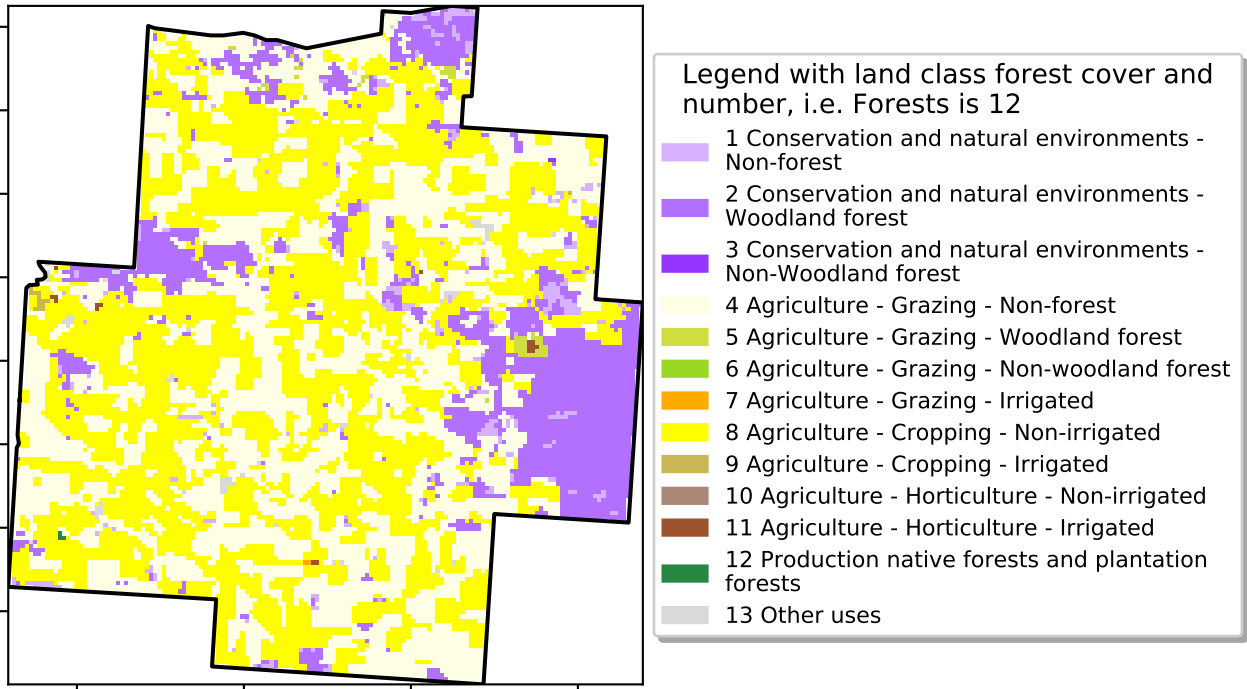 Legend with land class forest cover and
number, i.e. Forests is 12
1 Conservation and natural environments -
Non-forest
2 Conservation and natural environments -
Woodland forest
3 Conservation and natural environments -
Non-Woodland forest
4 Agriculture - Grazing - Non-forest
5 Agriculture - Grazing - Woodland forest
6 Agriculture - Grazing - Non-woodland forest
7 Agriculture - Grazing - Irrigated
8 Agriculture - Cropping - Non-irrigated
9 Agriculture - Cropping - Irrigated
10 Agriculture - Horticulture - Non-irrigated
11 Agriculture - Horticulture - Irrigated
12 Production native forests and plantation
forests
13 Other uses